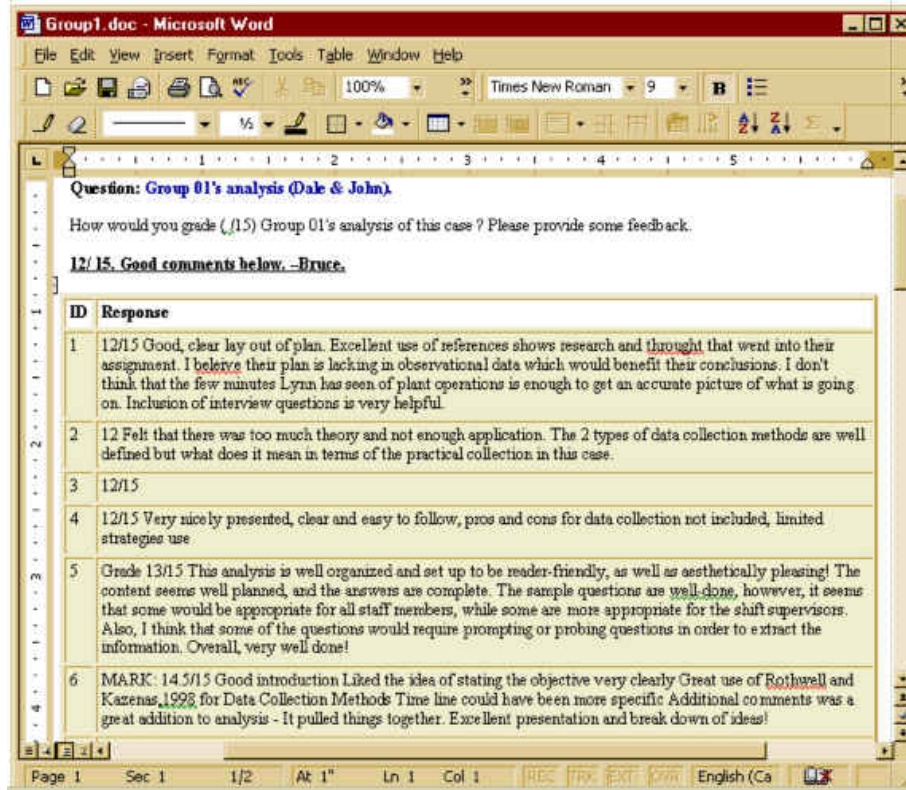 Group1.doc - Microsoft Word
File Edit View Insert Format Tools Table Window Help
100% Times New Roman 9 B
½
1 2 3 4 5
Question: Group 01's analysis (Dale & John).
How would you grade ( /15) Group 01's analysis of this case ? Please provide some feedback.
12/ 15. Good comments below. –Bruce.
ID Response
1 12/15 Good, clear lay out of plan. Excellent use of references shows research and throught that went into their
assignment. I beleive their plan is lacking in observational data which would benefit their conclusions. I don't
think that the few minutes Lynn has seen of plant operations is enough to get an accurate picture of what is going
on. Inclusion of interview questions is very helpful.
2 12 Felt that there was too much theory and not enough application. The 2 types of data collection methods are well
defined but what does it mean in terms of the practical collection in this case.
3 12/15
4 12/15 Very nicely presented, clear and easy to follow, pros and cons for data collection not included, limited
strategies use
5 Grade 13/15 This analysis is well organized and set up to be reader-friendly, as well as aesthetically pleasing! The
content seems well planned, and the answers are complete. The sample questions are well-done, however, it seems
that some would be appropriate for all staff members, while some are more appropriate for the shift supervisors.
Also, I think that some of the questions would require prompting or probing questions in order to extract the
information. Overall, very well done!
6 MARK: 14.5/15 Good introduction Liked the idea of stating the objective very clearly Great use of Rothwell and
Kazenas,1998 for Data Collection Methods Time line could have been more specific Additional comments was a
great addition to analysis - It pulled things together. Excellent presentation and break down of ideas!
Page 1 Sec 1 1/2 At 1" Ln 1 Col 1 REC TRK EXT OVR English (Ca